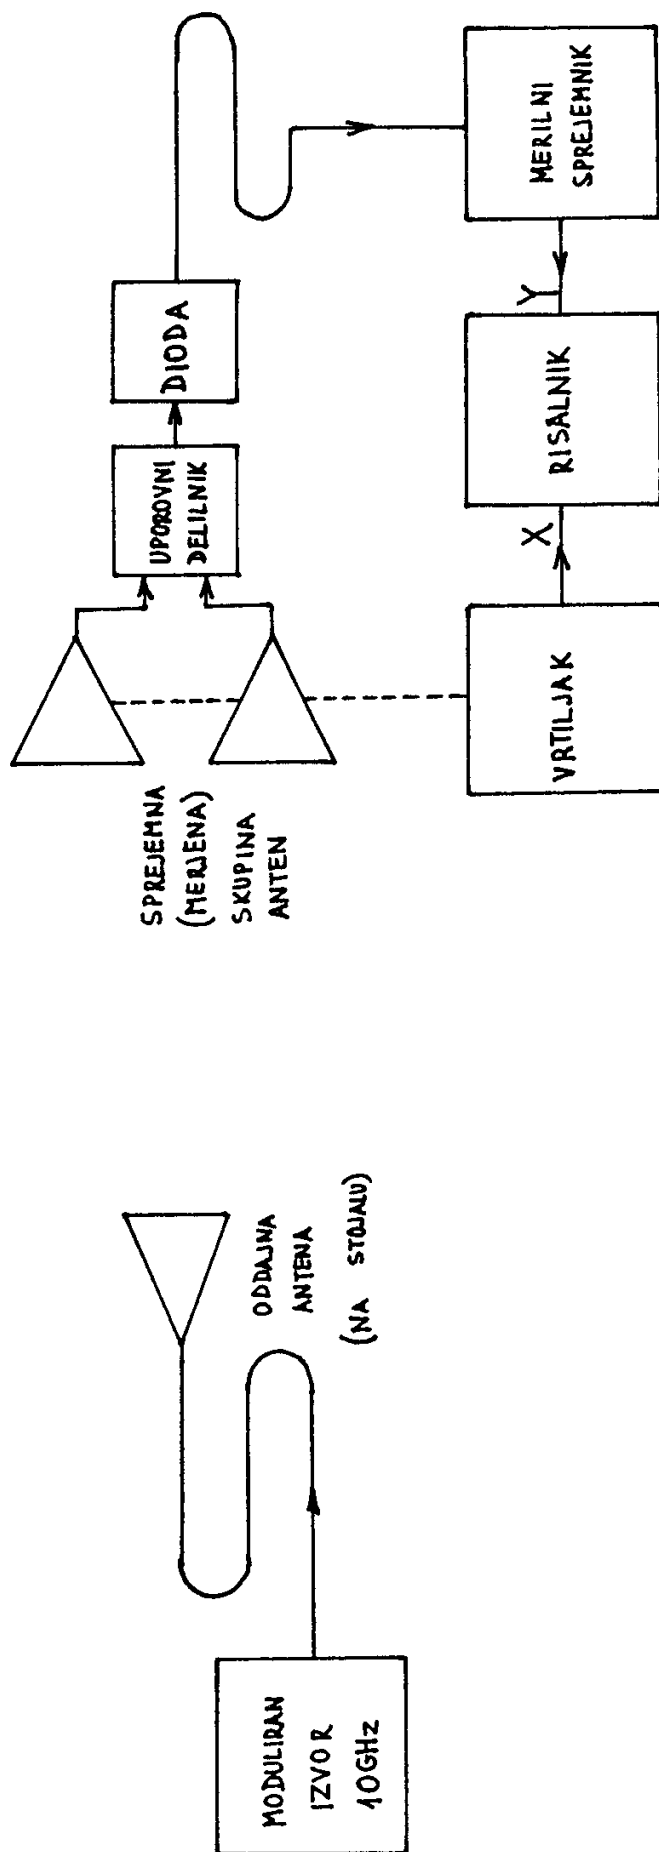 MODULIRAN
IZVOR
10GHz
ODDAJNA
ANTENA
(NA STOJALU)
SPREJEMNA
(MERJENA)
SKUPINA
ANTEN
UPOROVNI
DELILNIK
DIODA
VRTILJAK
X
RISALNIK
Y
MERILNI
SPREJEMNIK